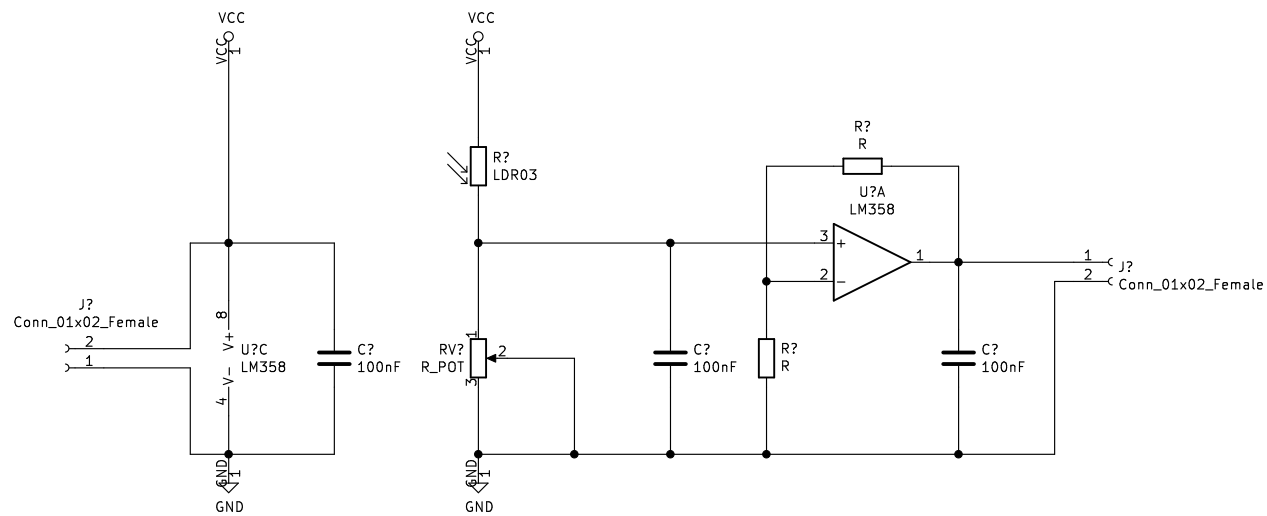 VCC
VCC
1
VCC
VCC
1
R?
LDR03
R?
R
U?A
LM358
3
+
2
-
1
1
2
J?
Conn_01x02_Female
J?
Conn_01x02_Female
2
1
8
V+
V-
4
U?C
LM358
C?
100nF
1
RV?
R_POT
2
3
C?
100nF
R?
R
C?
100nF
GND
1
GND
GND
1
GND